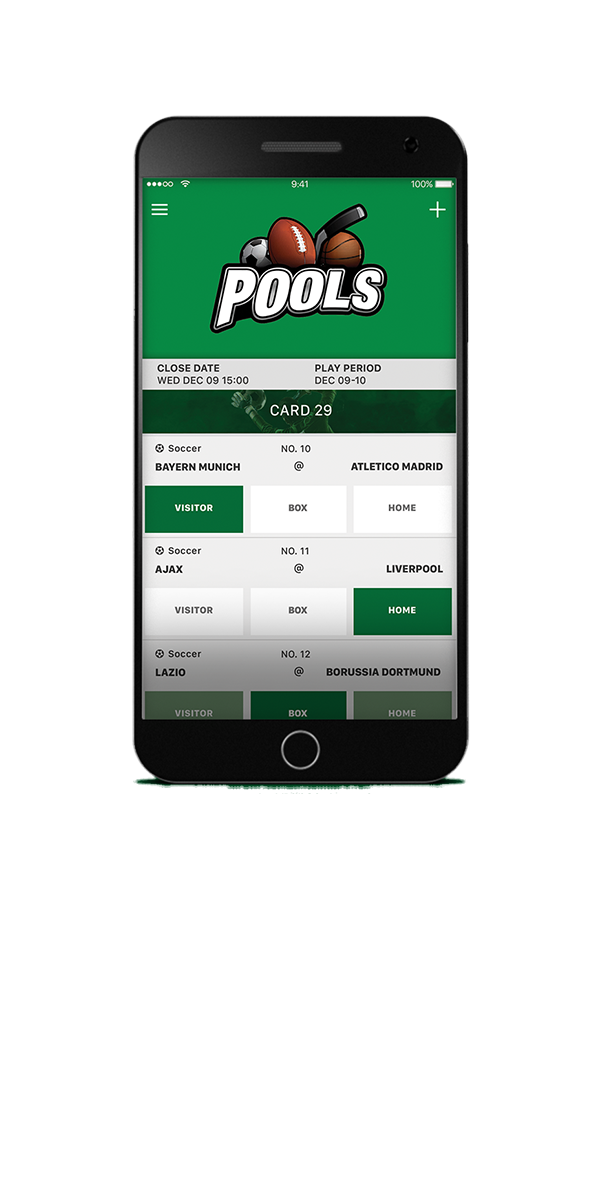 9:41
100%
POOLS
CLOSE DATE PLAY PERIOD
WED DEC 09 15:00 DEC 09-10
CARD 29
Soccer NO. 10
BAYERN MUNICH @ ATLETICO MADRID
VISITOR BOX HOME
Soccer NO. 11
AJAX @ LIVERPOOL
VISITOR BOX HOME
Soccer NO. 12
LAZIO @ BORUSSIA DORTMUND
VISITOR BOX HOME